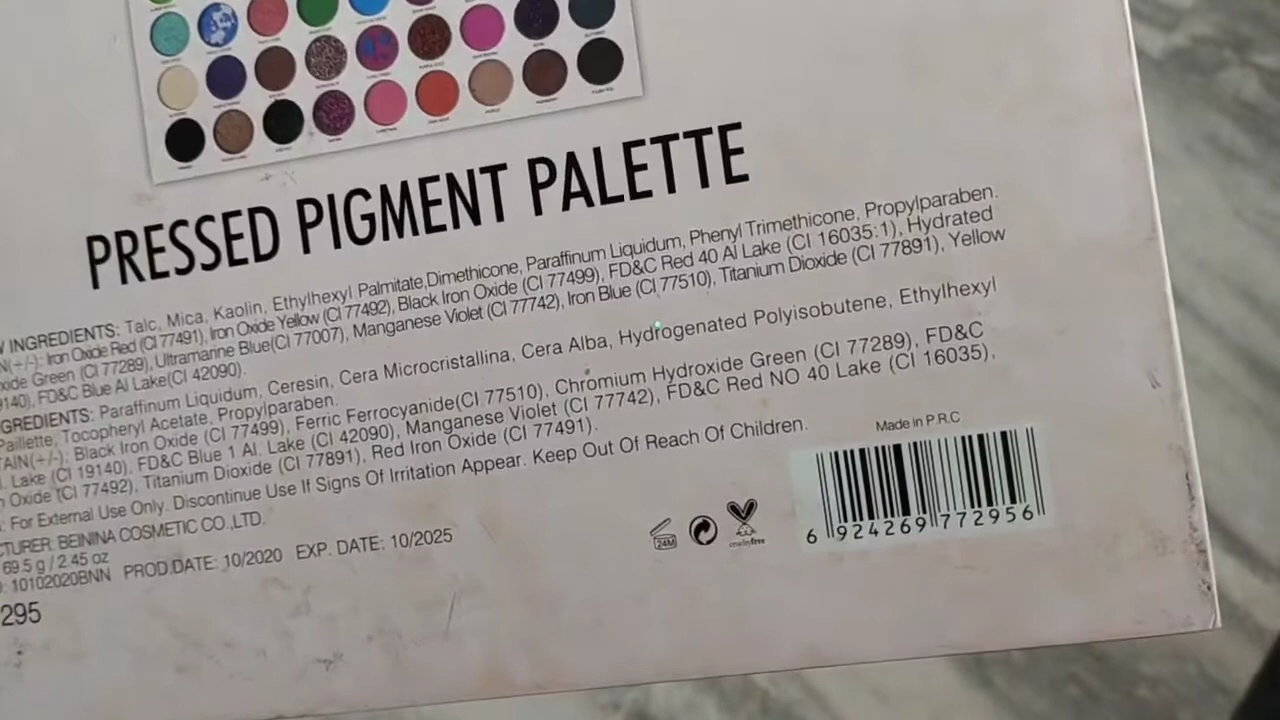 PRESSED PIGMENT PALETTE
INGREDIENTS: Talc, Mica, Kaolin, Ethylhexyl Palmitate,Dimethicone, Paraffinum Liquidum, Phenyl Trimethicone, Propylparaben.
N(+/-): Iron Oxide Red (CI 77491), Iron Oxide Yellow (CI 77492), Black Iron Oxide (CI 77499), FD&C Red 40 Al Lake (CI 16035:1), Hydrated
xide Green (CI 77289), Ultramarine Blue(CI 77007), Manganese Violet (CI 77742), Iron Blue (CI 77510), Titanium Dioxide (CI 77891), Yellow
9140), FD&C Blue Al Lake(CI 42090).
GREDIENTS: Paraffinum Liquidum, Ceresin, Cera Microcristallina, Cera Alba, Hydrogenated Polyisobutene, Ethylhexyl
Paillette, Tocopheryl Acetate, Propylparaben.
TAIN(+/-): Black Iron Oxide (CI 77499), Ferric Ferrocyanide(CI 77510), Chromium Hydroxide Green (CI 77289), FD&C
. Lake (CI 19140), FD&C Blue 1 Al. Lake (CI 42090), Manganese Violet (CI 77742), FD&C Red NO 40 Lake (CI 16035),
n Oxide (CI 77492), Titanium Dioxide (CI 77891), Red Iron Oxide (CI 77491).
: For External Use Only. Discontinue Use If Signs Of Irritation Appear. Keep Out Of Reach Of Children.
CTURER: BEININA COSMETIC CO.,LTD.
69.5 g / 2.45 oz
: 10102020BNN PROD.DATE: 10/2020 EXP. DATE: 10/2025
295
24M
crueltyfree
Made in P.R.C
6 924269 772956